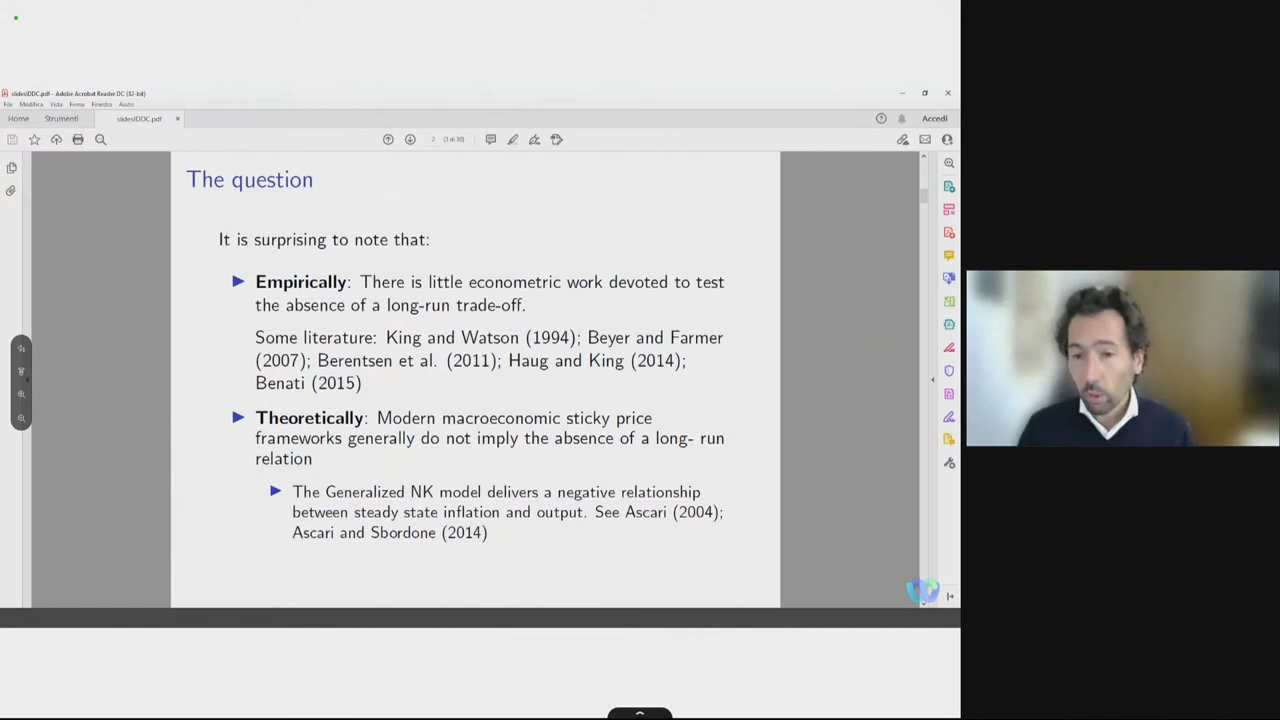 slidesIDDC.pdf - Adobe Acrobat Reader DC (32-bit)
File Modifica Vista Firma Finestra Aiuto
Home Strumenti slidesIDDC.pdf × Accedi
2 (3 di 30)
The question
It is surprising to note that:
Empirically: There is little econometric work devoted to test
the absence of a long-run trade-off.
Some literature: King and Watson (1994); Beyer and Farmer
(2007); Berentsen et al. (2011); Haug and King (2014);
Benati (2015)
Theoretically: Modern macroeconomic sticky price
frameworks generally do not imply the absence of a long- run
relation
The Generalized NK model delivers a negative relationship
between steady state inflation and output. See Ascari (2004);
Ascari and Sbordone (2014)